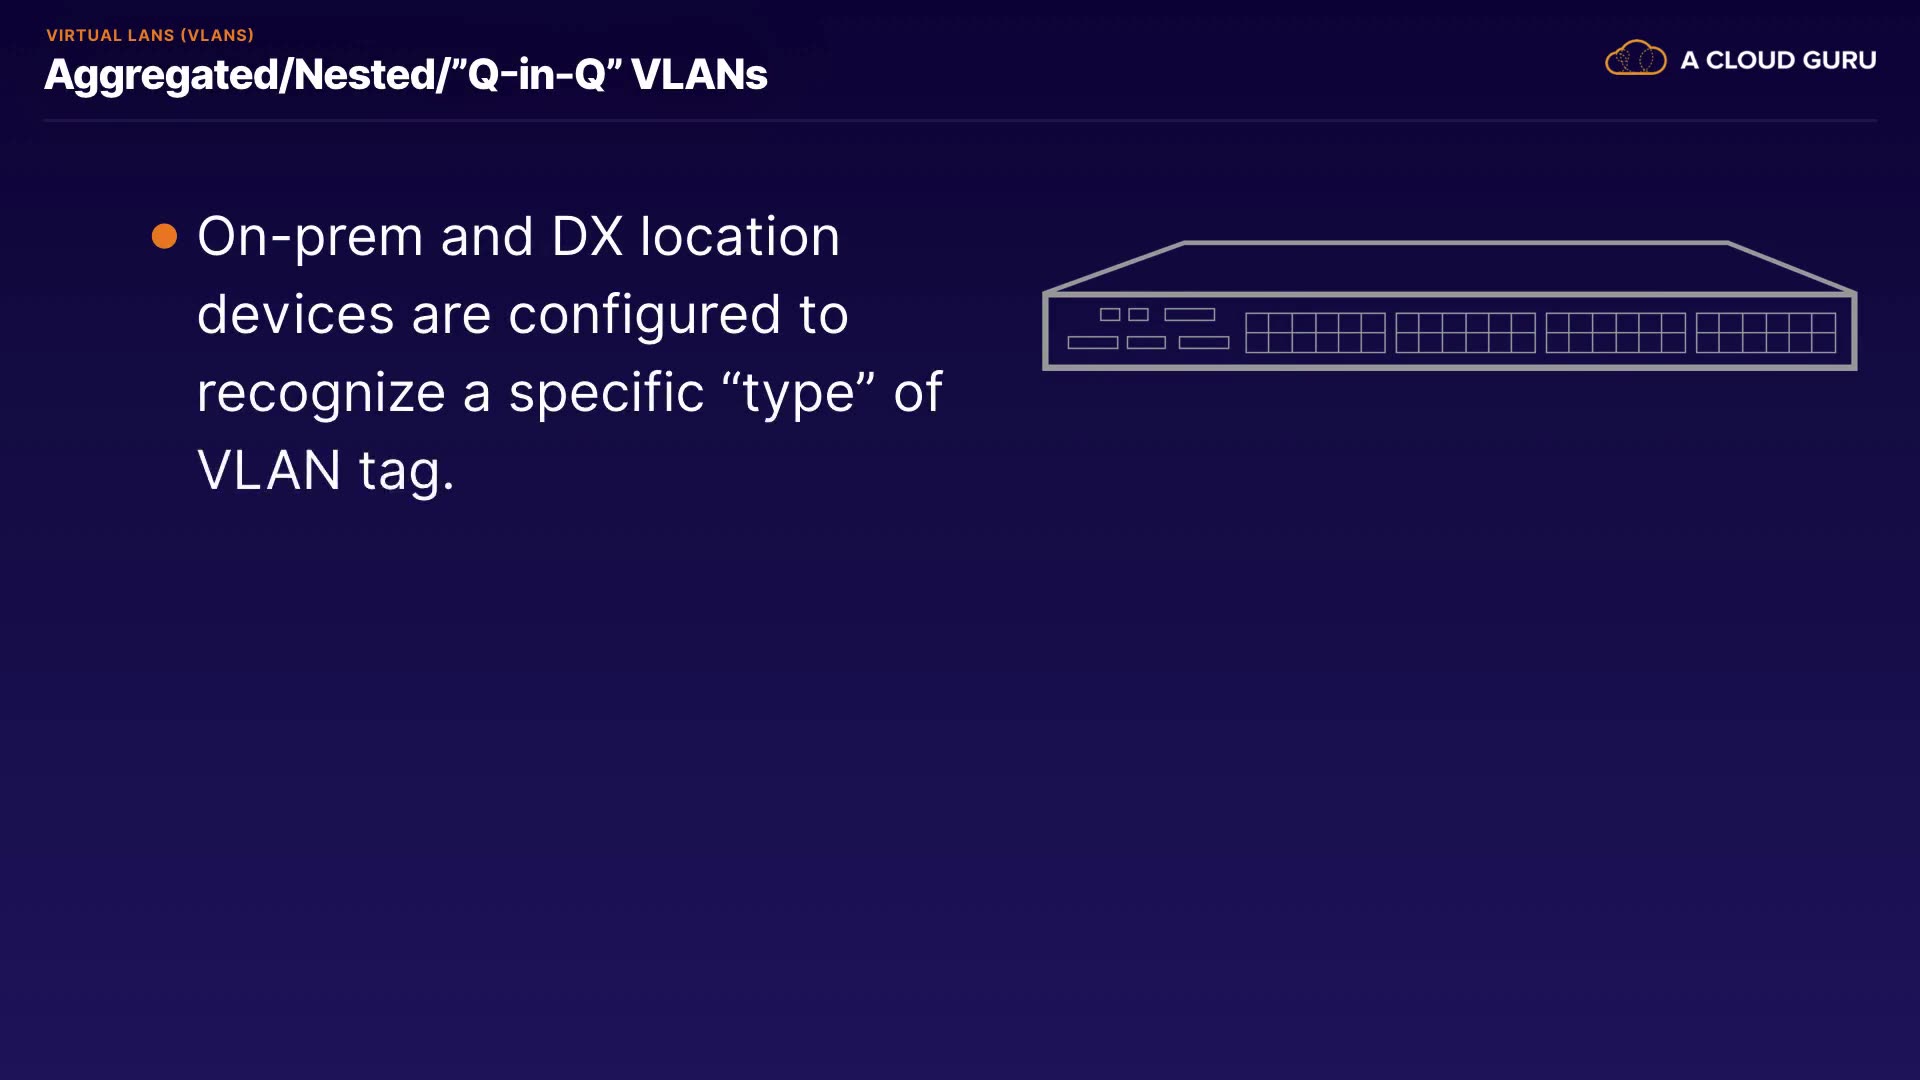 VIRTUAL LANS (VLANS)
Aggregated/Nested/”Q-in-Q” VLANs
A CLOUD GURU
On-prem and DX location
devices are configured to
recognize a specific “type” of
VLAN tag.